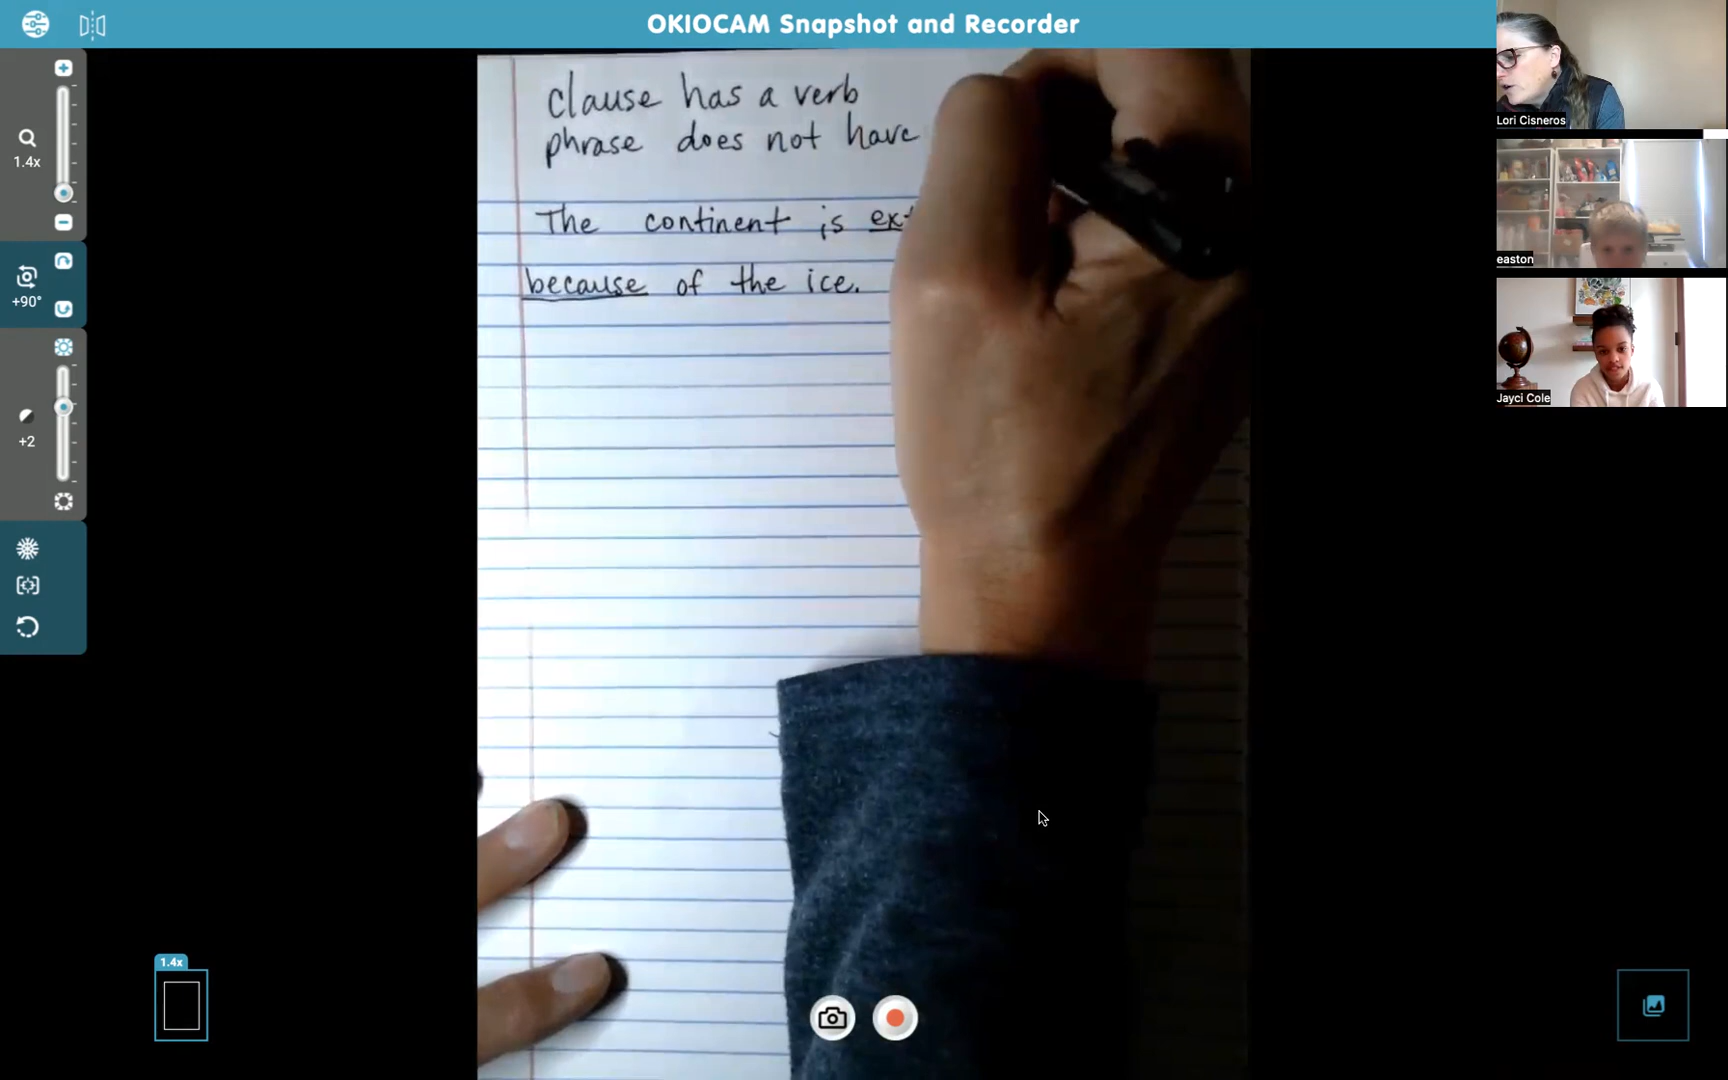 OKIOCAM Snapshot and Recorder
1.4x
+90°
+2
clause has a verb
phrase does not have
The continent is
because of the ice.
1.4x
Lori Cisneros
easton
Jayci Cole